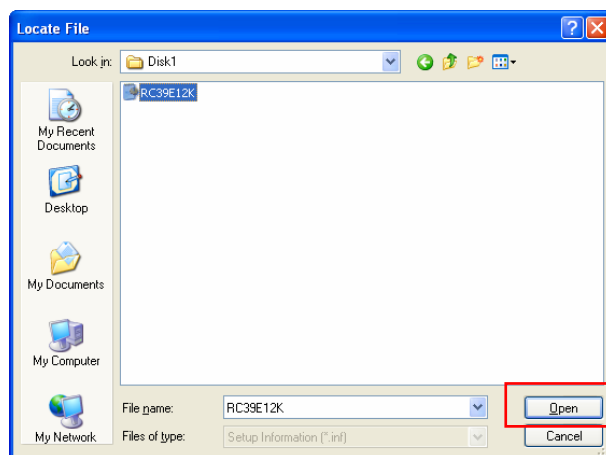 Locate File
Look in:
Disk1
RC39E12K
My Recent
Documents
Desktop
My Documents
My Computer
My Network
File name:
RC39E12K
Open
Files of type:
Setup Information (*.inf)
Cancel